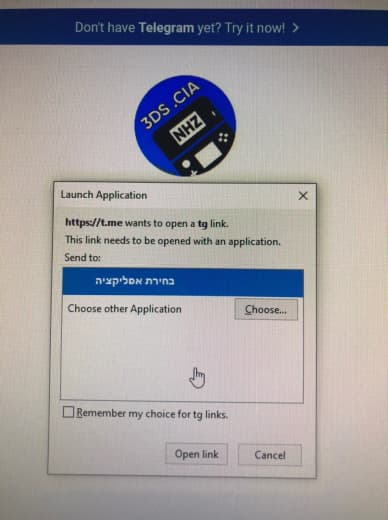 Don't have Telegram yet? Try it now! >
3DS .CIA
NHZ
Launch Application
https://t.me wants to open a tg link.
This link needs to be opened with an application.
Send to:
בחירת אפליקציה
Choose other Application
Choose...
Remember my choice for tg links.
Open link
Cancel